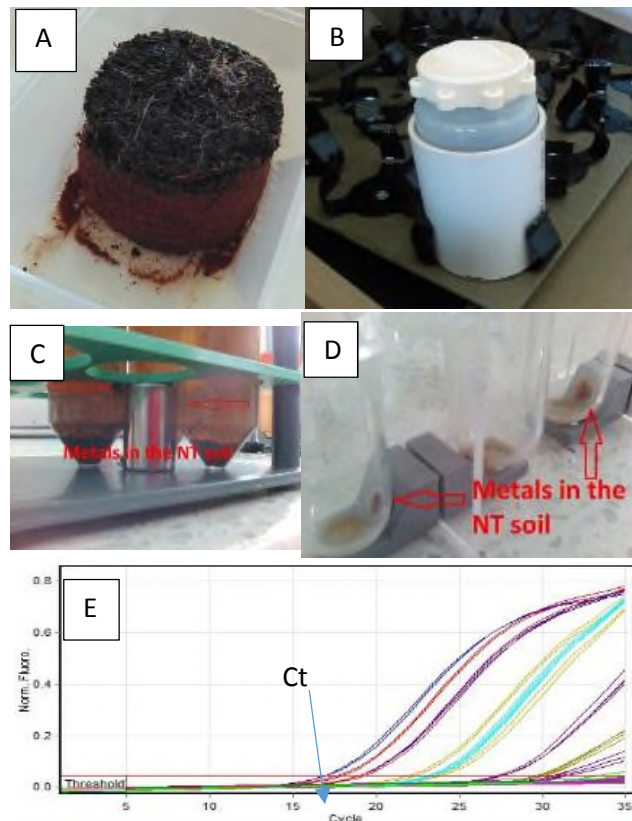 A
B
C
Metals in the NT soil
D
Metals in the
NT soil
E
Ct
0.8
0.6
0.4
0.2
0.0
Norm. Fluoro.
Threshold
5
10
15
20
25
30
35
Cycle